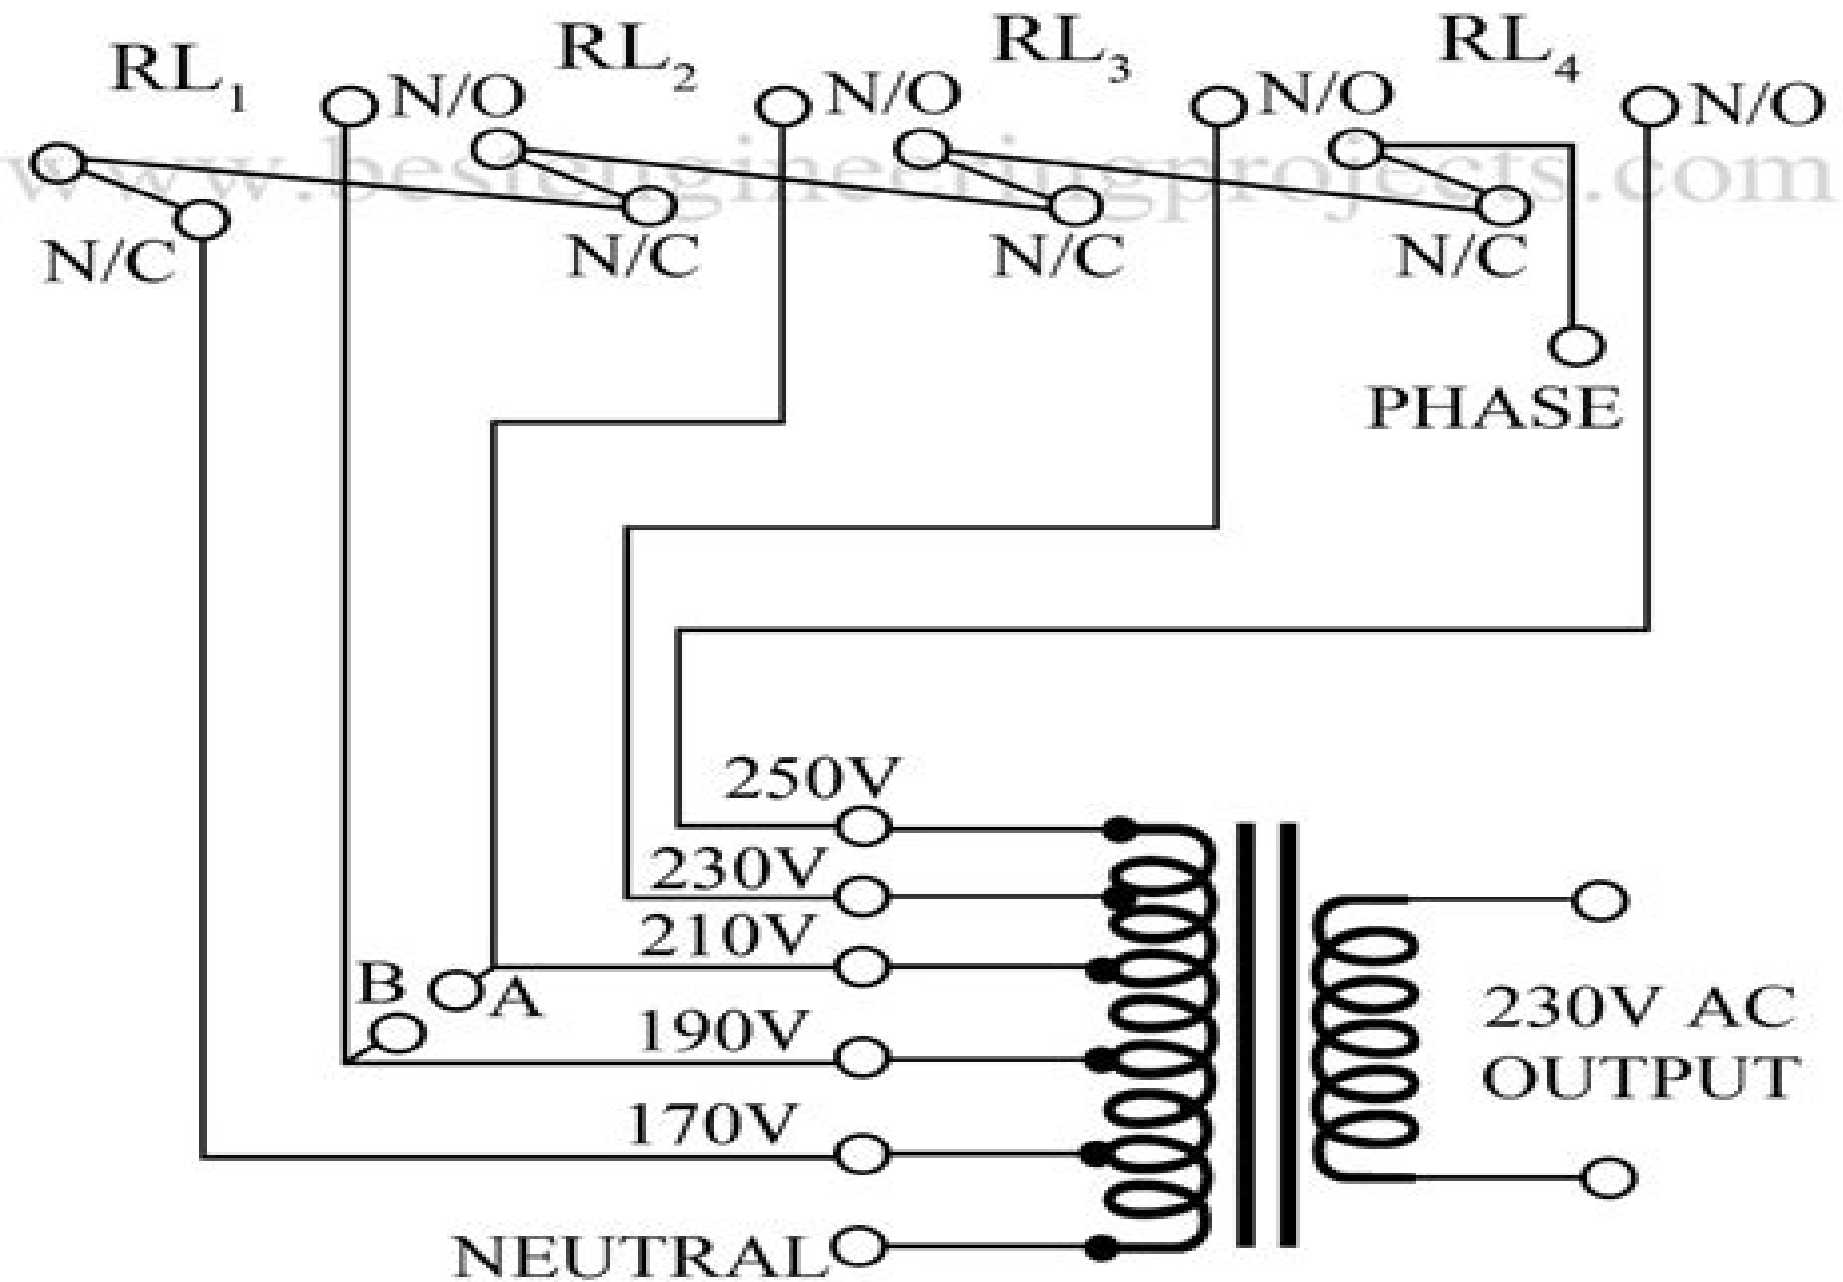 RL1 RL2 RL3 RL4
N/O N/O N/O N/O
www.bestengineeringprojects.com
N/C N/C N/C N/C
PHASE
250V
230V
210V
B A
190V
230V AC
OUTPUT
170V
NEUTRAL